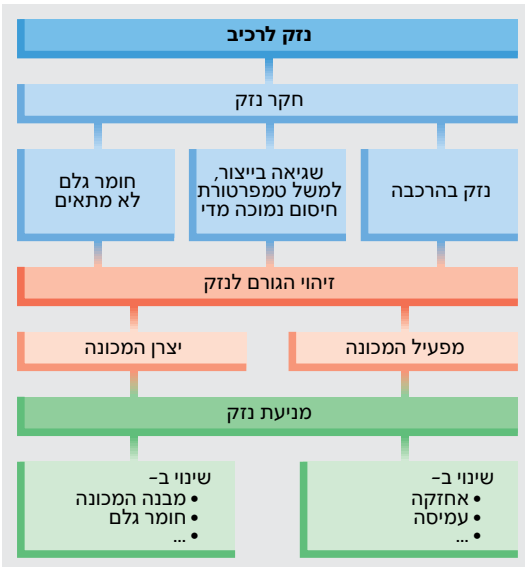 נזק לרכיב
חקר נזק
נזק בהרכבה
שגיאה בייצור,
למשל טמפרטורת
חיסום נמוכה מדי
חומר גלם
לא מתאים
זיהוי הגורם לנזק
מפעיל המכונה
יצרן המכונה
מניעת נזק
שינוי ב-
• אחזקה
• עמיסה
• ...
שינוי ב-
• מבנה המכונה
• חומר גלם
• ...